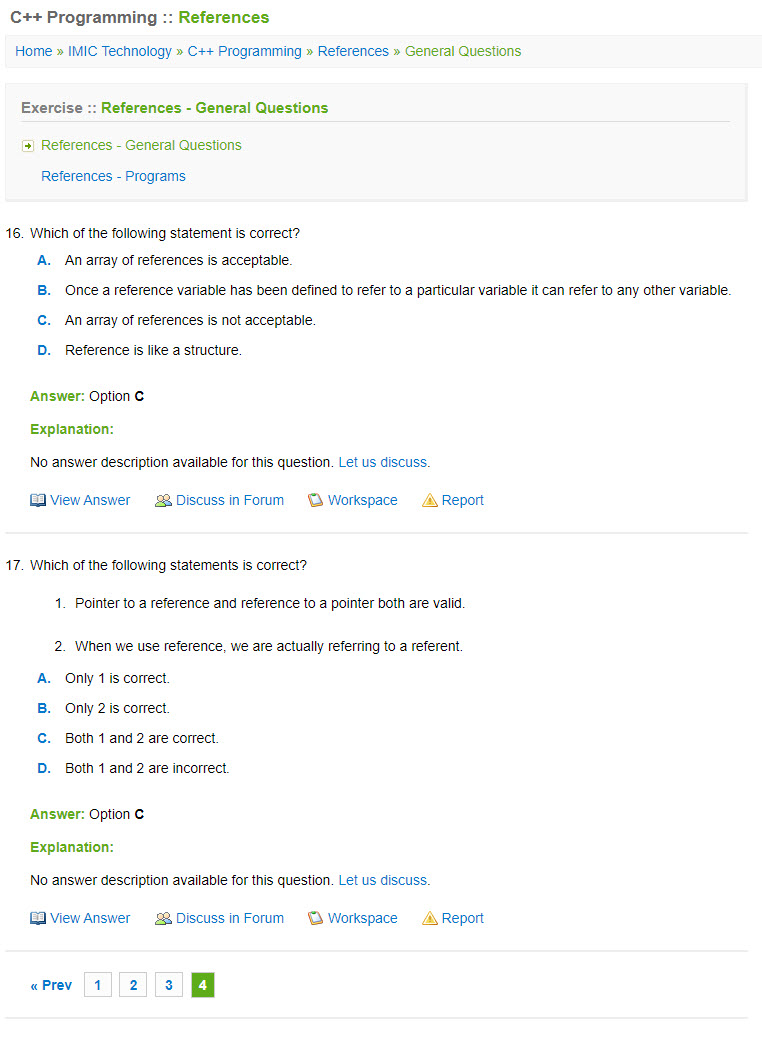 C++ Programming :: References
Home » IMIC Technology » C++ Programming » References » General Questions
Exercise :: References - General Questions
References - General Questions
References - Programs
16. Which of the following statement is correct?
A. An array of references is acceptable.
B. Once a reference variable has been defined to refer to a particular variable it can refer to any other variable.
C. An array of references is not acceptable.
D. Reference is like a structure.
Answer: Option C
Explanation:
No answer description available for this question. Let us discuss.
View Answer Discuss in Forum Workspace Report
17. Which of the following statements is correct?
1. Pointer to a reference and reference to a pointer both are valid.
2. When we use reference, we are actually referring to a referent.
A. Only 1 is correct.
B. Only 2 is correct.
C. Both 1 and 2 are correct.
D. Both 1 and 2 are incorrect.
Answer: Option C
Explanation:
No answer description available for this question. Let us discuss.
View Answer Discuss in Forum Workspace Report
« Prev 1 2 3 4